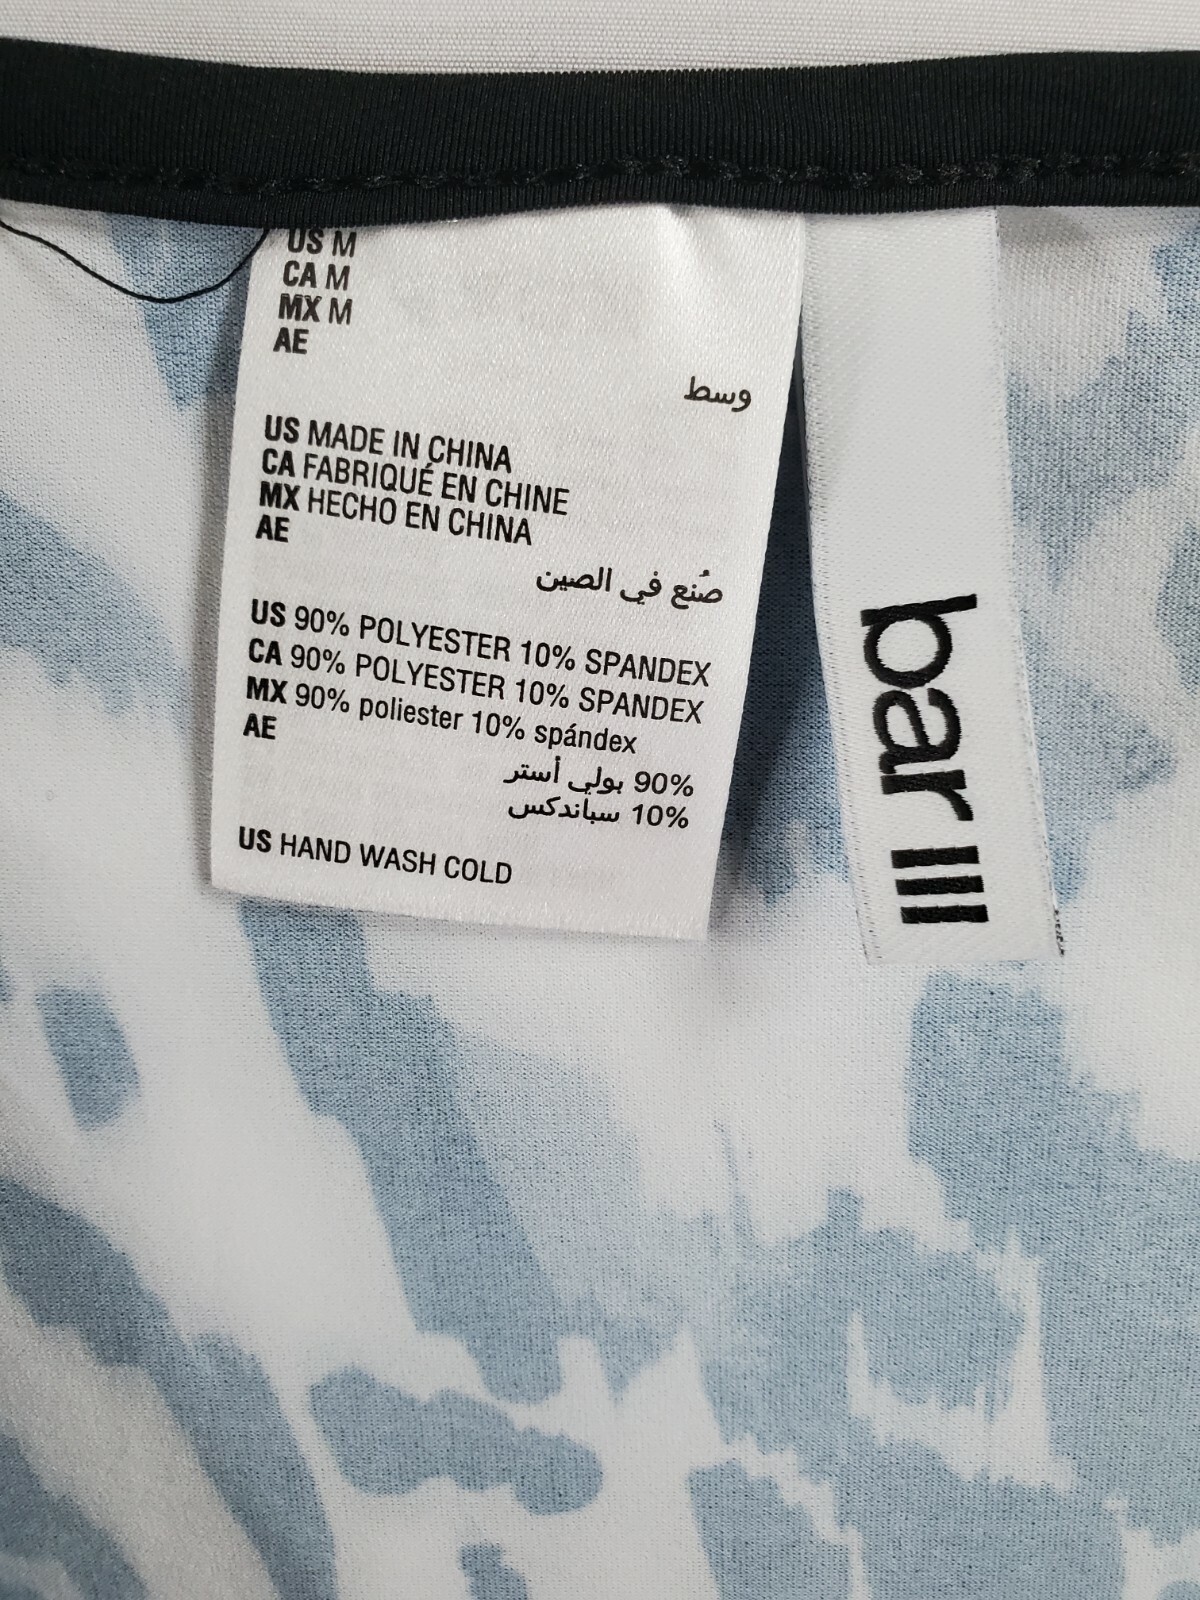 US M
CA M
MX M
AE
وسط
US MADE IN CHINA
CA FABRIQUÉ EN CHINE
MX HECHO EN CHINA
AE
صُنع في الصين
US 90% POLYESTER 10% SPANDEX
CA 90% POLYESTER 10% SPANDEX
MX 90% poliester 10% spándex
AE
90% بولي أستر
10% سباندكس
US HAND WASH COLD
bar III